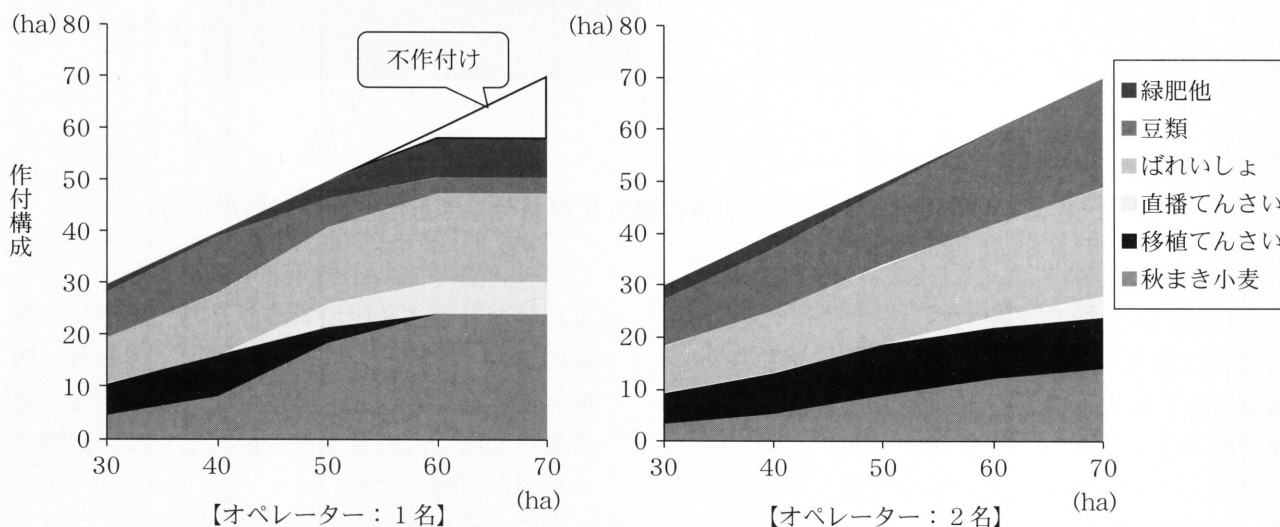 (ha) 80
70
60
50
40
30
20
10
0
作付構成
不作付け
30 40 50 60 70
(ha)
【オペレーター：1名】
(ha) 80
70
60
50
40
30
20
10
0
30 40 50 60 70
(ha)
【オペレーター：2名】
緑肥他
豆類
ばれいしょ
直播てんさい
移植てんさい
秋まき小麦